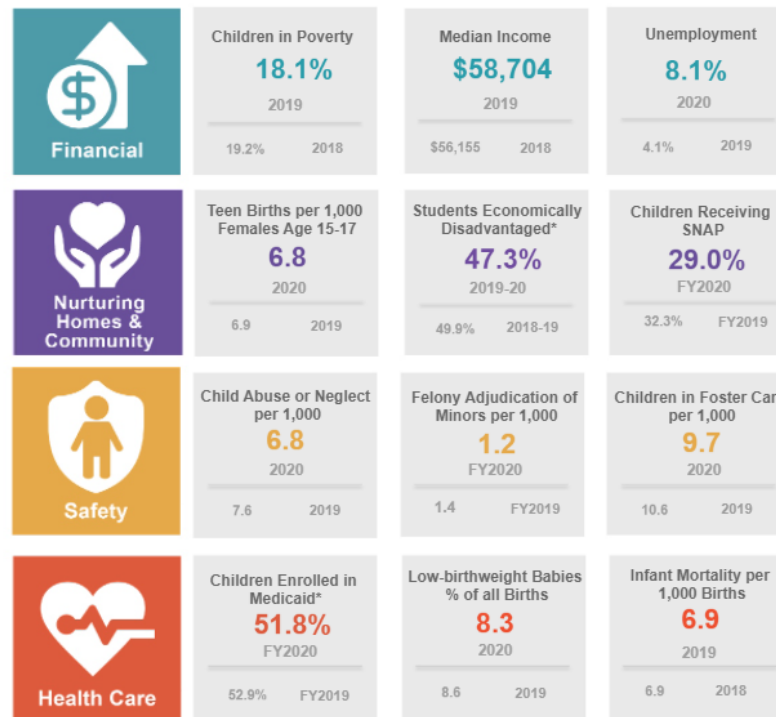 Financial
Children in Poverty
18.1%
2019
19.2% 2018
Median Income
$58,704
2019
$56,155 2018
Unemployment
8.1%
2020
4.1% 2019
Nurturing
Homes &
Community
Teen Births per 1,000
Females Age 15-17
6.8
2020
6.9 2019
Students Economically
Disadvantaged*
47.3%
2019-20
49.9% 2018-19
Children Receiving
SNAP
29.0%
FY2020
32.3% FY2019
Safety
Child Abuse or Neglect
per 1,000
6.8
2020
7.6 2019
Felony Adjudication of
Minors per 1,000
1.2
FY2020
1.4 FY2019
Children in Foster Car
per 1,000
9.7
2020
10.6 2019
Health Care
Children Enrolled in
Medicaid*
51.8%
FY2020
52.9% FY2019
Low-birthweight Babies
% of all Births
8.3
2020
8.6 2019
Infant Mortality per
1,000 Births
6.9
2019
6.9 2018